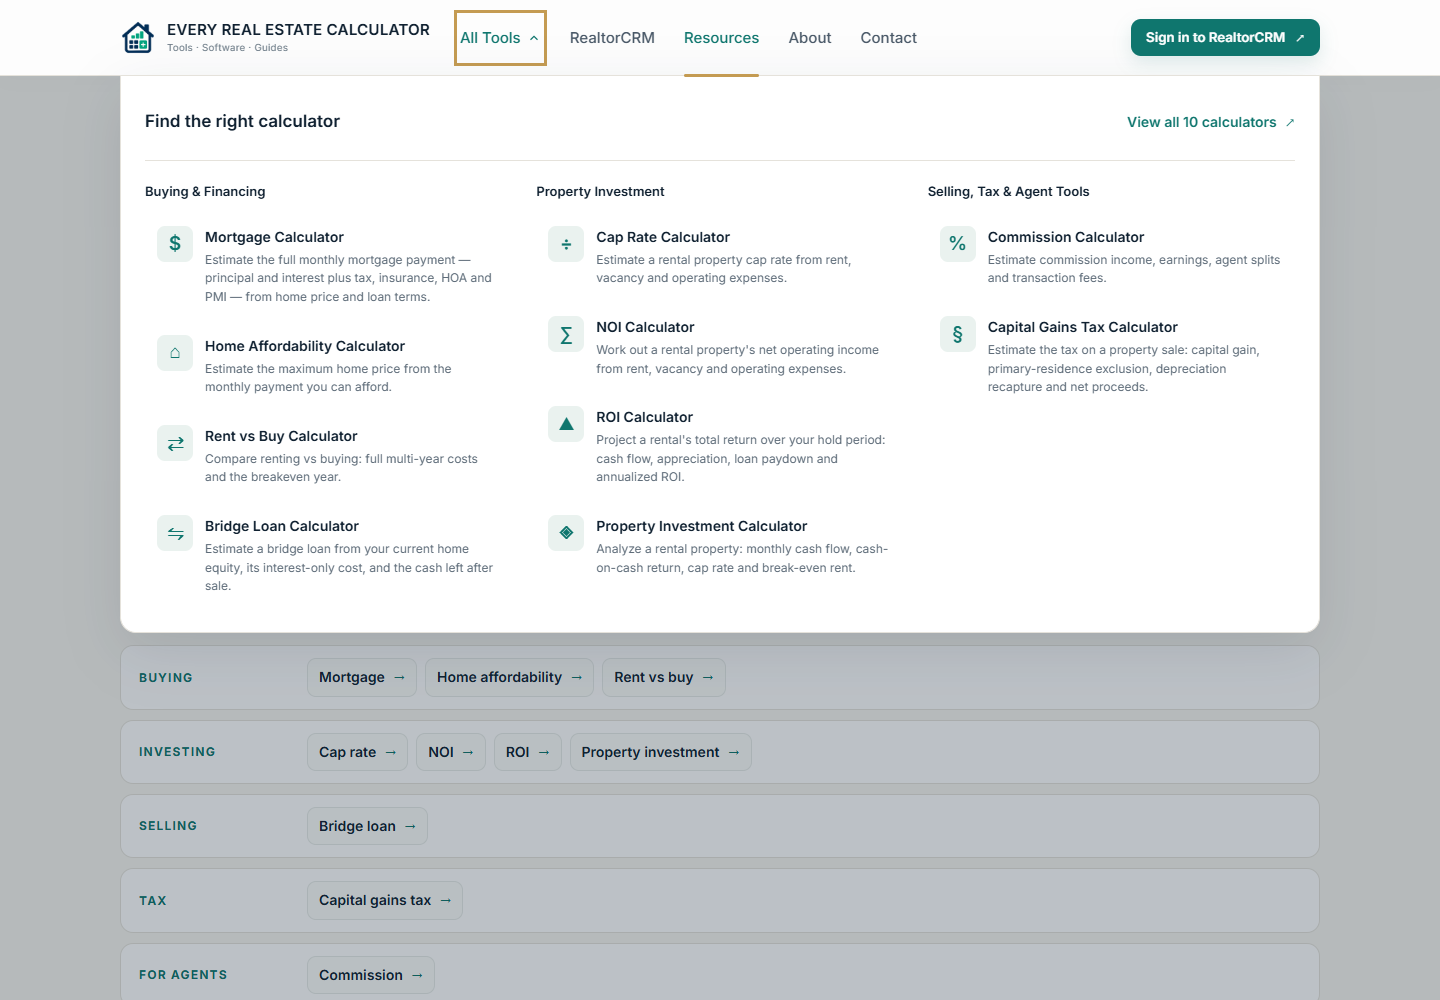 EVERY REAL ESTATE CALCULATOR
Tools · Software · Guides
All Tools
RealtorCRM
Resources
About
Contact
Sign in to RealtorCRM ↗
Find the right calculator
View all 10 calculators ↗
Buying & Financing
$ Mortgage Calculator
Estimate the full monthly mortgage payment —
principal and interest plus tax, insurance, HOA and
PMI — from home price and loan terms.
⌂ Home Affordability Calculator
Estimate the maximum home price from the
monthly payment you can afford.
⇄ Rent vs Buy Calculator
Compare renting vs buying: full multi-year costs
and the breakeven year.
⇋ Bridge Loan Calculator
Estimate a bridge loan from your current home
equity, its interest-only cost, and the cash left after
sale.
Property Investment
÷ Cap Rate Calculator
Estimate a rental property cap rate from rent,
vacancy and operating expenses.
∑ NOI Calculator
Work out a rental property's net operating income
from rent, vacancy and operating expenses.
▲ ROI Calculator
Project a rental's total return over your hold period:
cash flow, appreciation, loan paydown and
annualized ROI.
◈ Property Investment Calculator
Analyze a rental property: monthly cash flow, cash-
on-cash return, cap rate and break-even rent.
Selling, Tax & Agent Tools
% Commission Calculator
Estimate commission income, earnings, agent splits
and transaction fees.
§ Capital Gains Tax Calculator
Estimate the tax on a property sale: capital gain,
primary-residence exclusion, depreciation
recapture and net proceeds.
BUYING
Mortgage →
Home affordability →
Rent vs buy →
INVESTING
Cap rate →
NOI →
ROI →
Property investment →
SELLING
Bridge loan →
TAX
Capital gains tax →
FOR AGENTS
Commission →